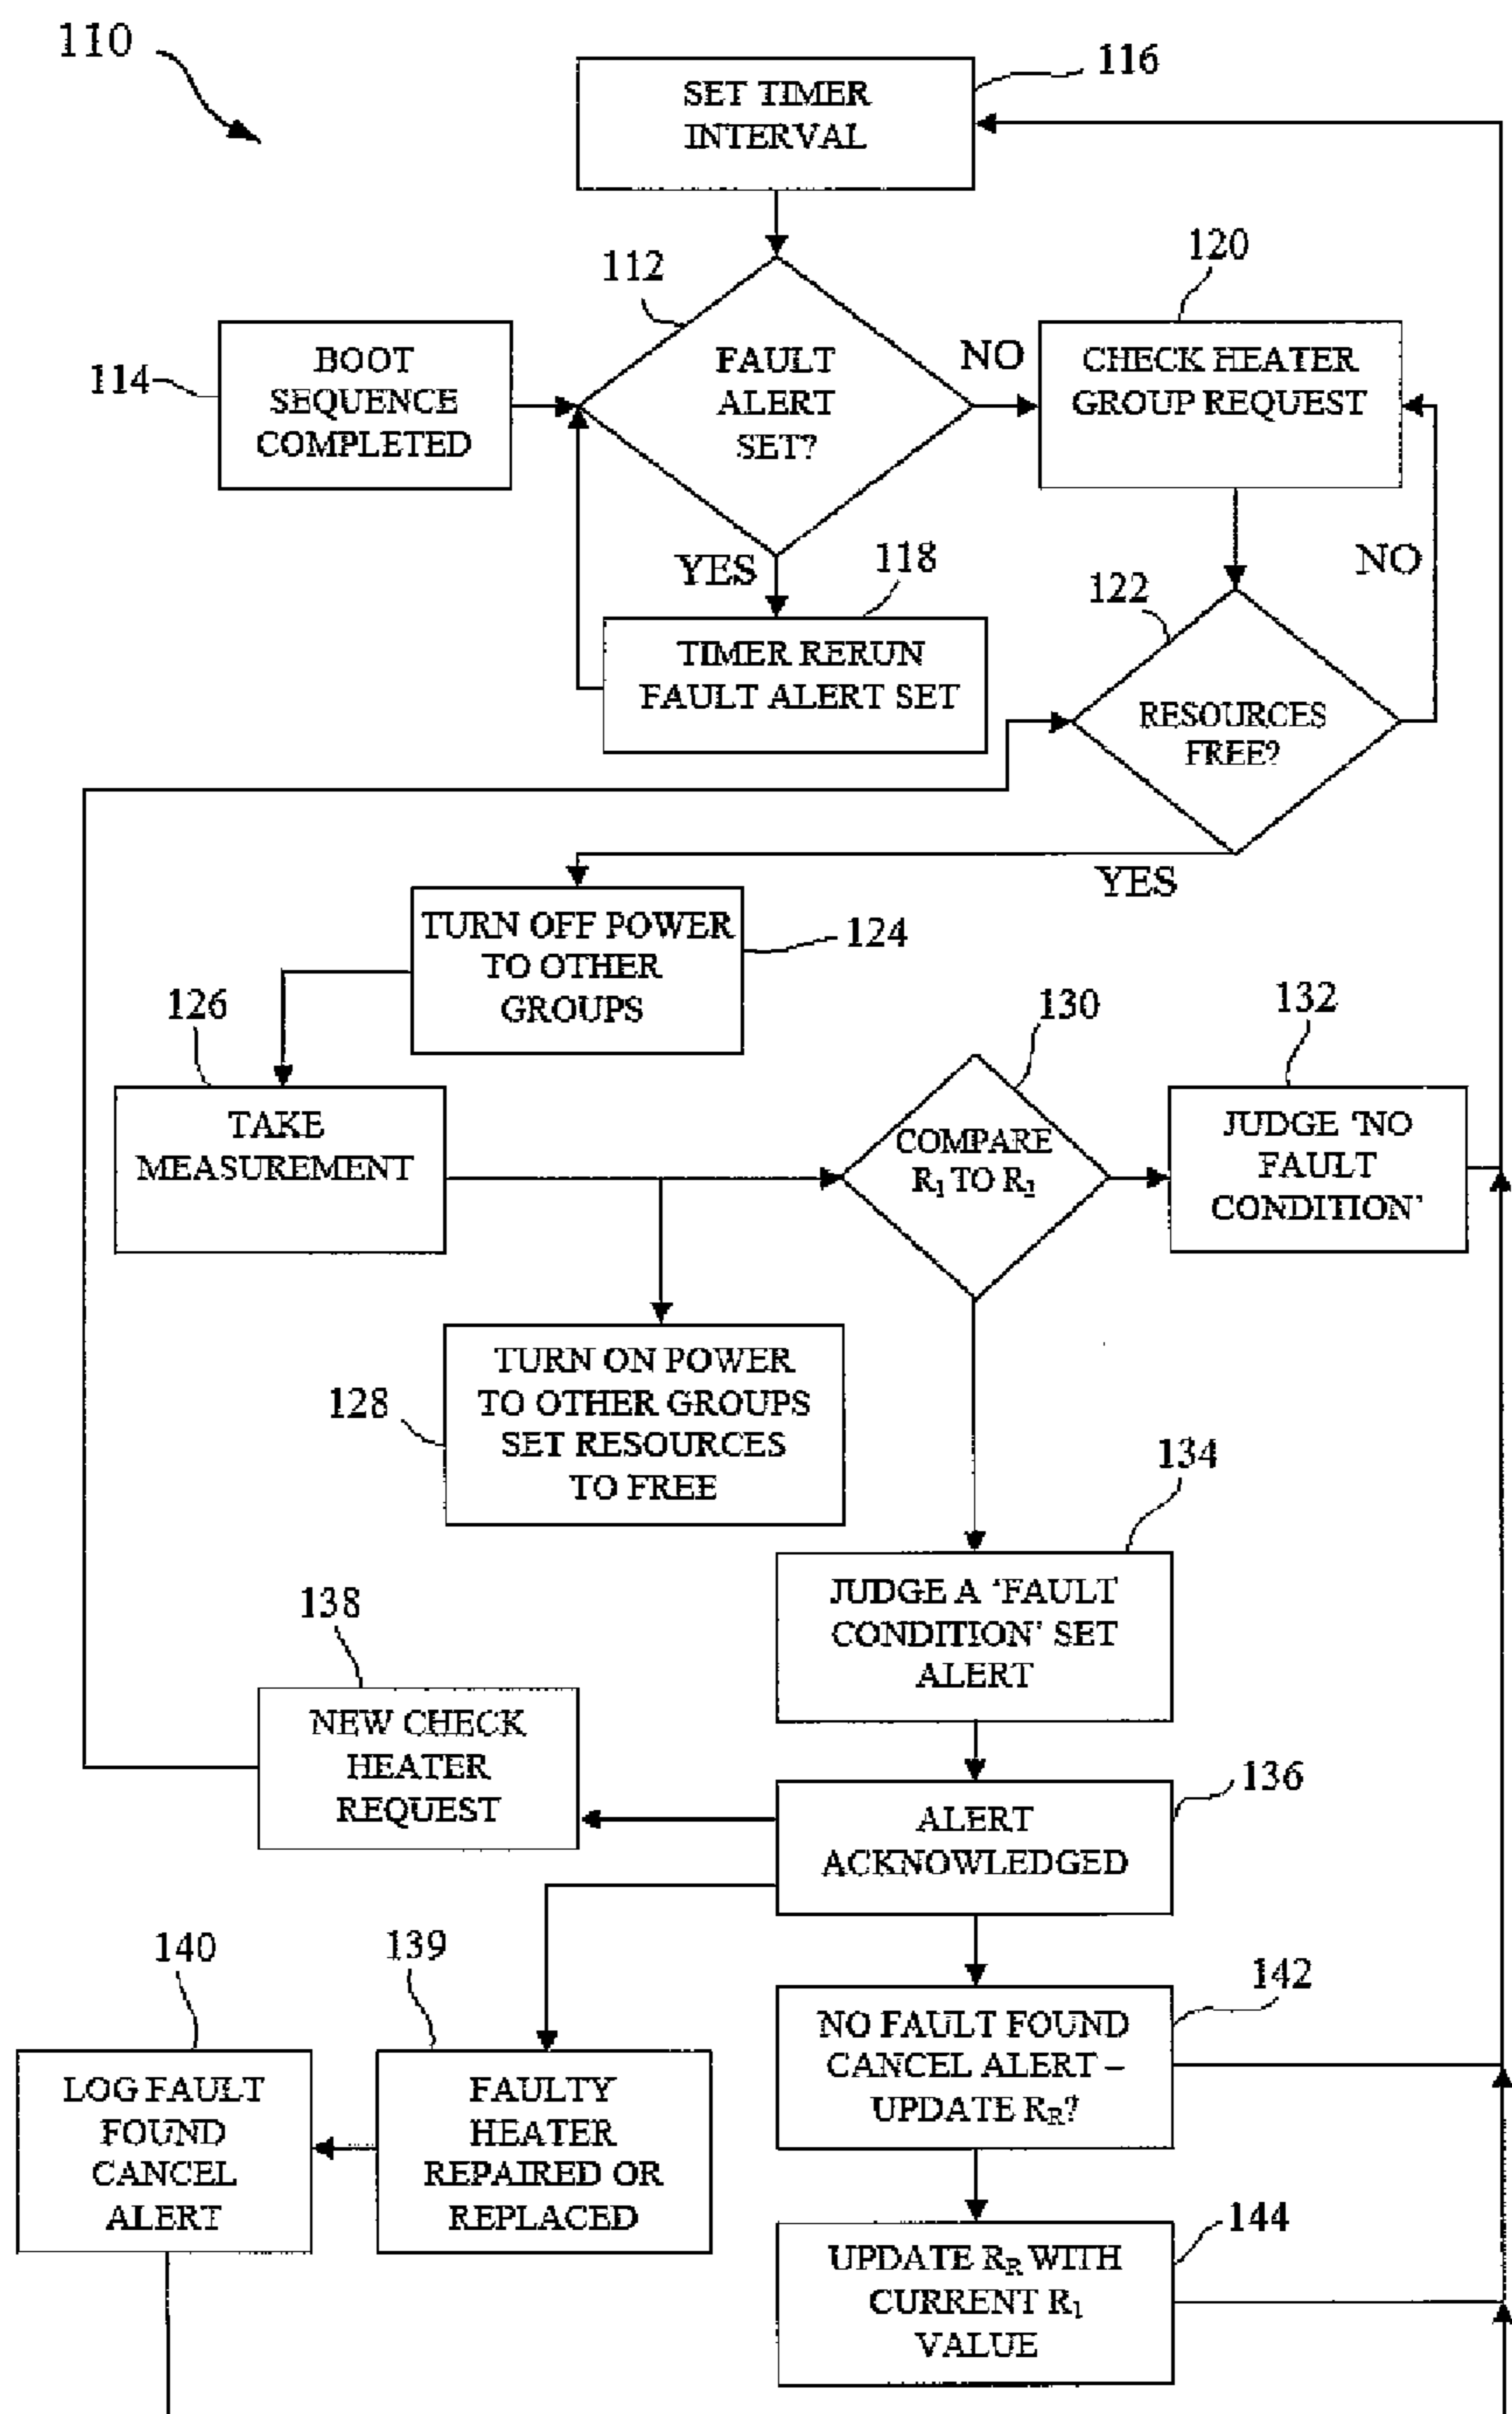 110
116
SET TIMER
INTERVAL
112
120
114
BOOT
SEQUENCE
COMPLETED
FAULT
ALERT
SET?
NO
CHECK HEATER
GROUP REQUEST
YES
118
NO
122
TIMER RERUN
FAULT ALERT SET
RESOURCES
FREE?
YES
TURN OFF POWER
TO OTHER
GROUPS
124
126
130
132
TAKE
MEASUREMENT
COMPARE
R1 TO R2
JUDGE 'NO
FAULT
CONDITION'
128
TURN ON POWER
TO OTHER GROUPS
SET RESOURCES
TO FREE
134
JUDGE A 'FAULT
CONDITION' SET
ALERT
138
NEW CHECK
HEATER
REQUEST
136
ALERT
ACKNOWLEDGED
140
139
142
LOG FAULT
FOUND
CANCEL
ALERT
FAULTY
HEATER
REPAIRED OR
REPLACED
NO FAULT FOUND
CANCEL ALERT –
UPDATE RR?
144
UPDATE RR WITH
CURRENT R1
VALUE